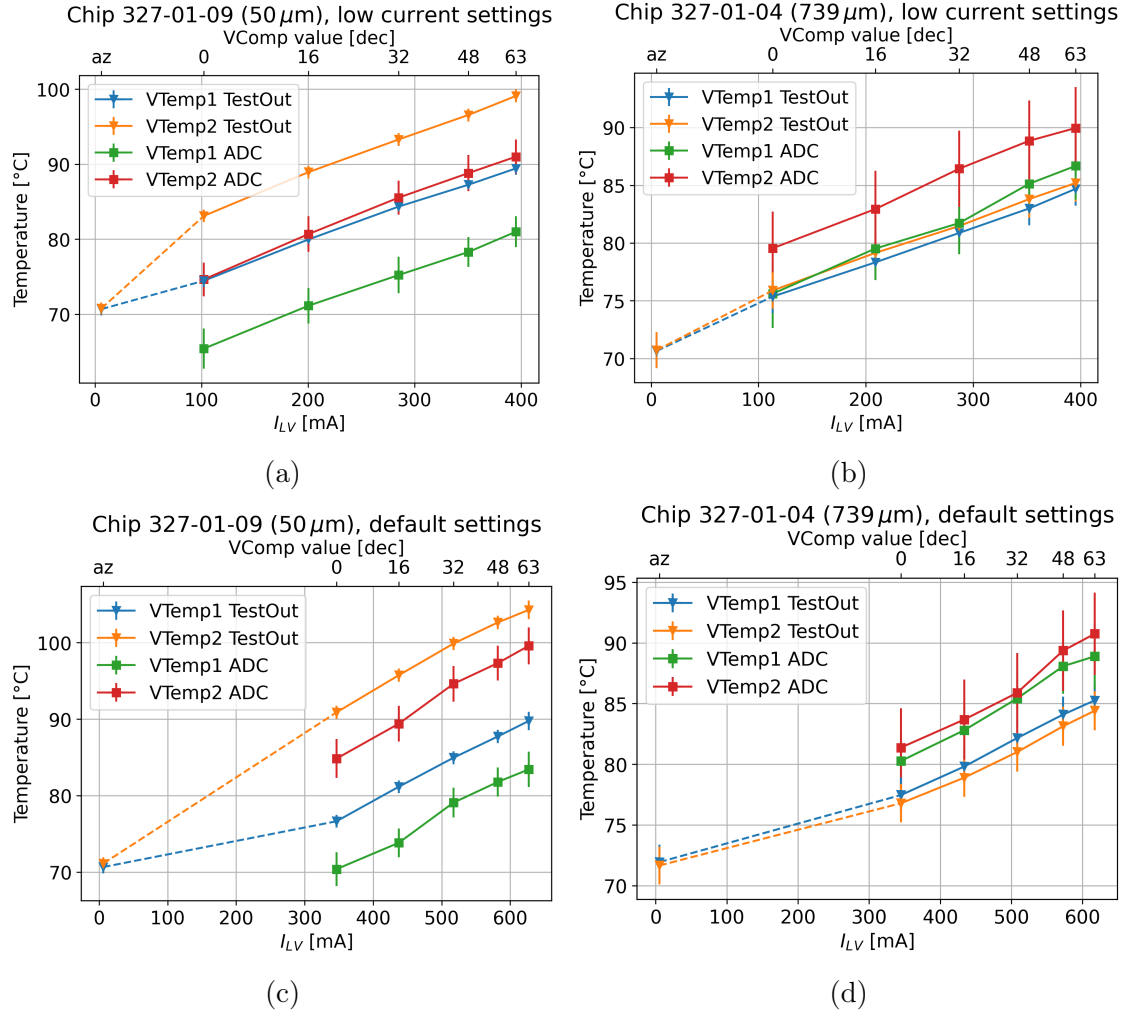 Chip 327-01-09 (50 μm), low current settings
VComp value [dec]
az 0 16 32 48 63
100
90
80
70
Temperature [°C]
VTemp1 TestOut
VTemp2 TestOut
VTemp1 ADC
VTemp2 ADC
0 100 200 300 400
I_LV [mA]
(a)
Chip 327-01-04 (739 μm), low current settings
VComp value [dec]
az 0 16 32 48 63
90
85
80
75
70
Temperature [°C]
VTemp1 TestOut
VTemp2 TestOut
VTemp1 ADC
VTemp2 ADC
0 100 200 300 400
I_LV [mA]
(b)
Chip 327-01-09 (50 μm), default settings
VComp value [dec]
az 0 16 32 48 63
100
90
80
70
Temperature [°C]
VTemp1 TestOut
VTemp2 TestOut
VTemp1 ADC
VTemp2 ADC
0 100 200 300 400 500 600
I_LV [mA]
(c)
Chip 327-01-04 (739 μm), default settings
VComp value [dec]
az 0 16 32 48 63
95
90
85
80
75
70
Temperature [°C]
VTemp1 TestOut
VTemp2 TestOut
VTemp1 ADC
VTemp2 ADC
0 100 200 300 400 500 600
I_LV [mA]
(d)